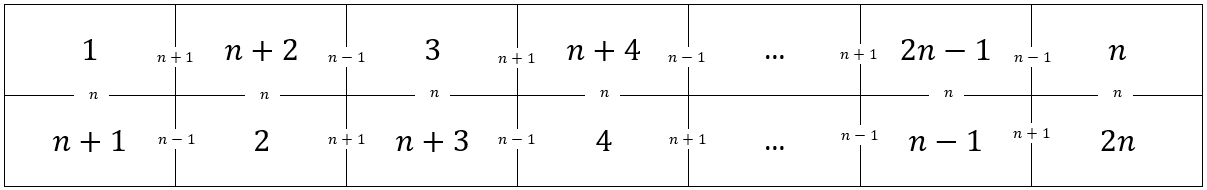 1 n + 1 n + 2 n − 1 3 n + 1 n + 4 n − 1 ... n + 1 2n − 1 n − 1 n
n n n n n n
n + 1 n − 1 2 n + 1 n + 3 n − 1 4 n + 1 ... n − 1 n − 1 n + 1 2n